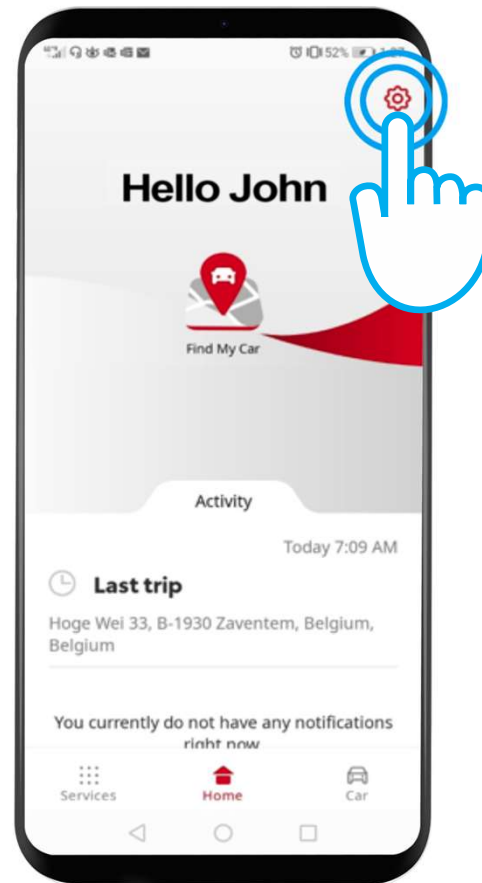 52%
Hello John
Find My Car
Activity
Today 7:09 AM
Last trip
Hoge Wei 33, B-1930 Zaventem, Belgium,
Belgium
You currently do not have any notifications
right now
Services Home Car